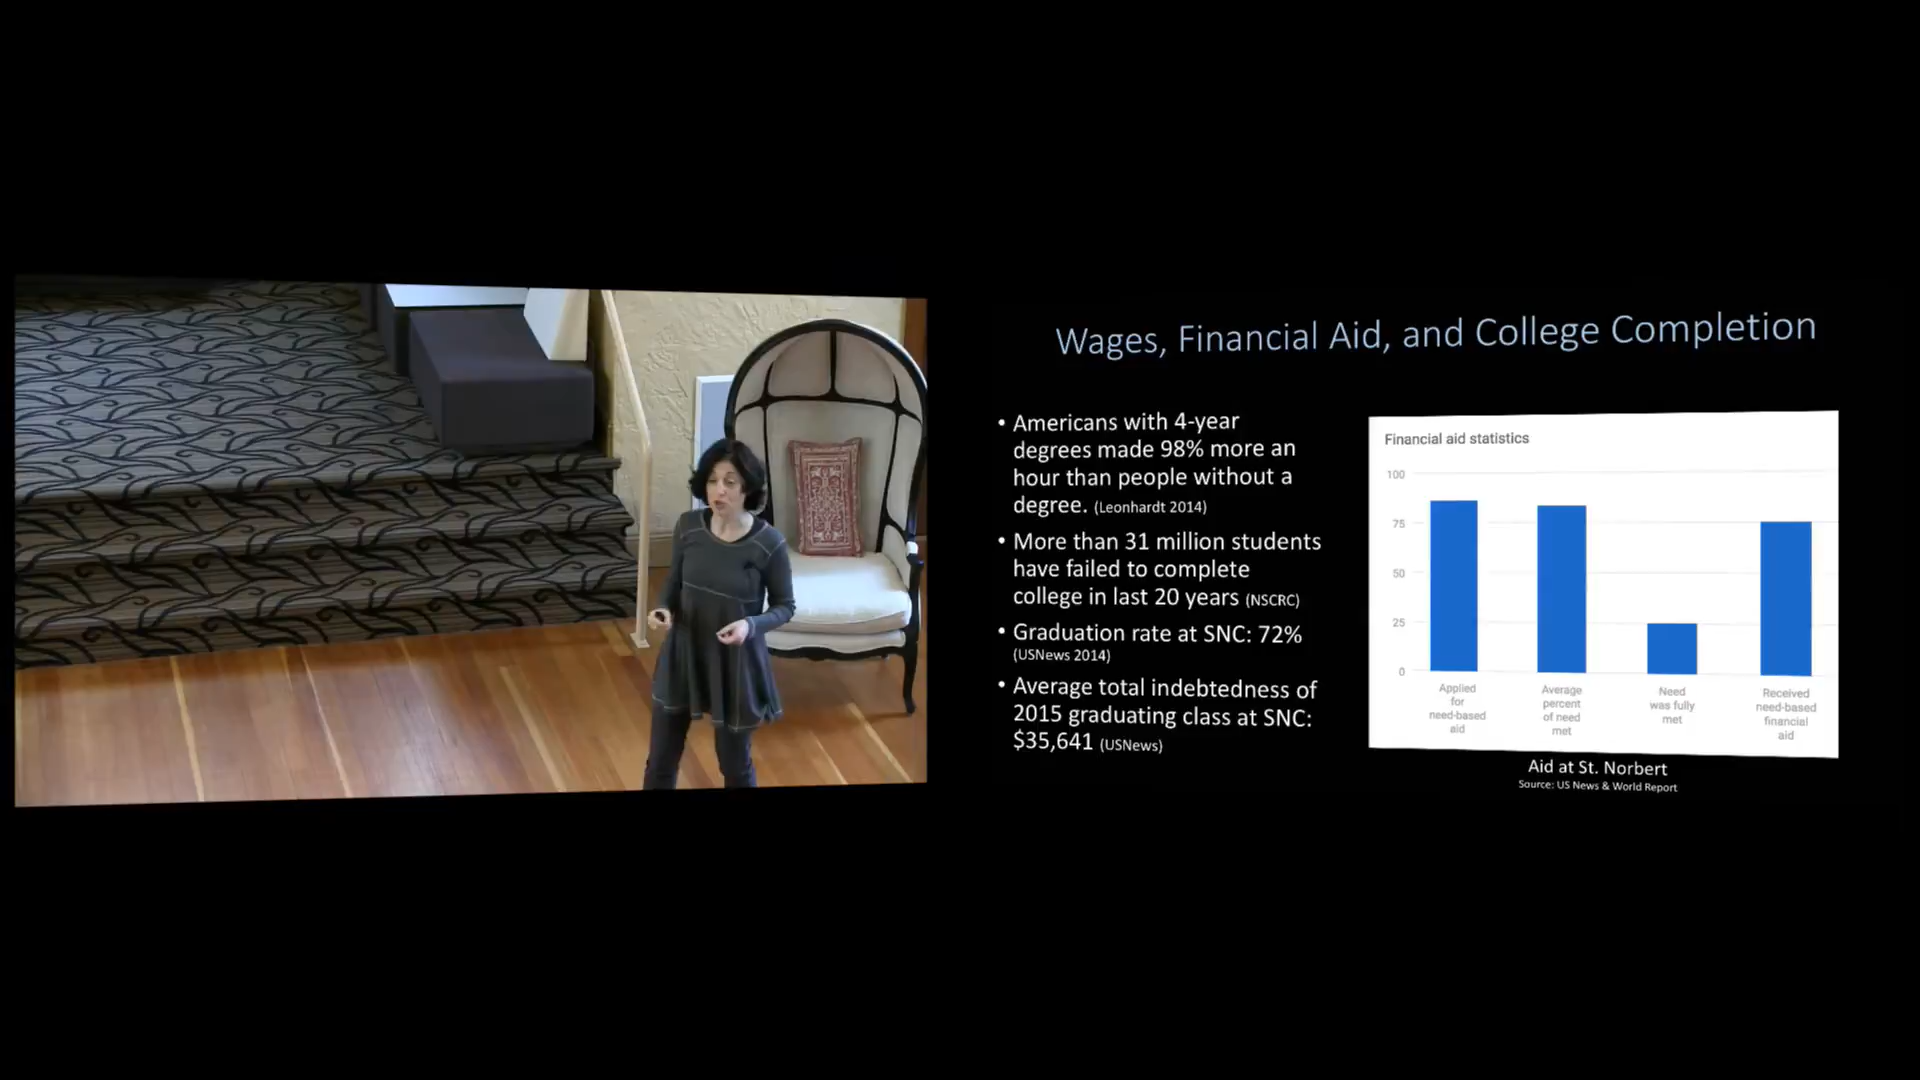 Wages, Financial Aid, and College Completion
• Americans with 4-year
degrees made 98% more an
hour than people without a
degree. (Leonhardt 2014)
• More than 31 million students
have failed to complete
college in last 20 years (NSCRC)
• Graduation rate at SNC: 72%
(USNews 2014)
• Average total indebtedness of
2015 graduating class at SNC:
$35,641 (USNews)
Financial aid statistics
100
75
50
25
0
Applied
for
need-based
aid
Average
percent
of need
met
Need
was fully
met
Received
need-based
financial
aid
Aid at St. Norbert
Source: US News & World Report